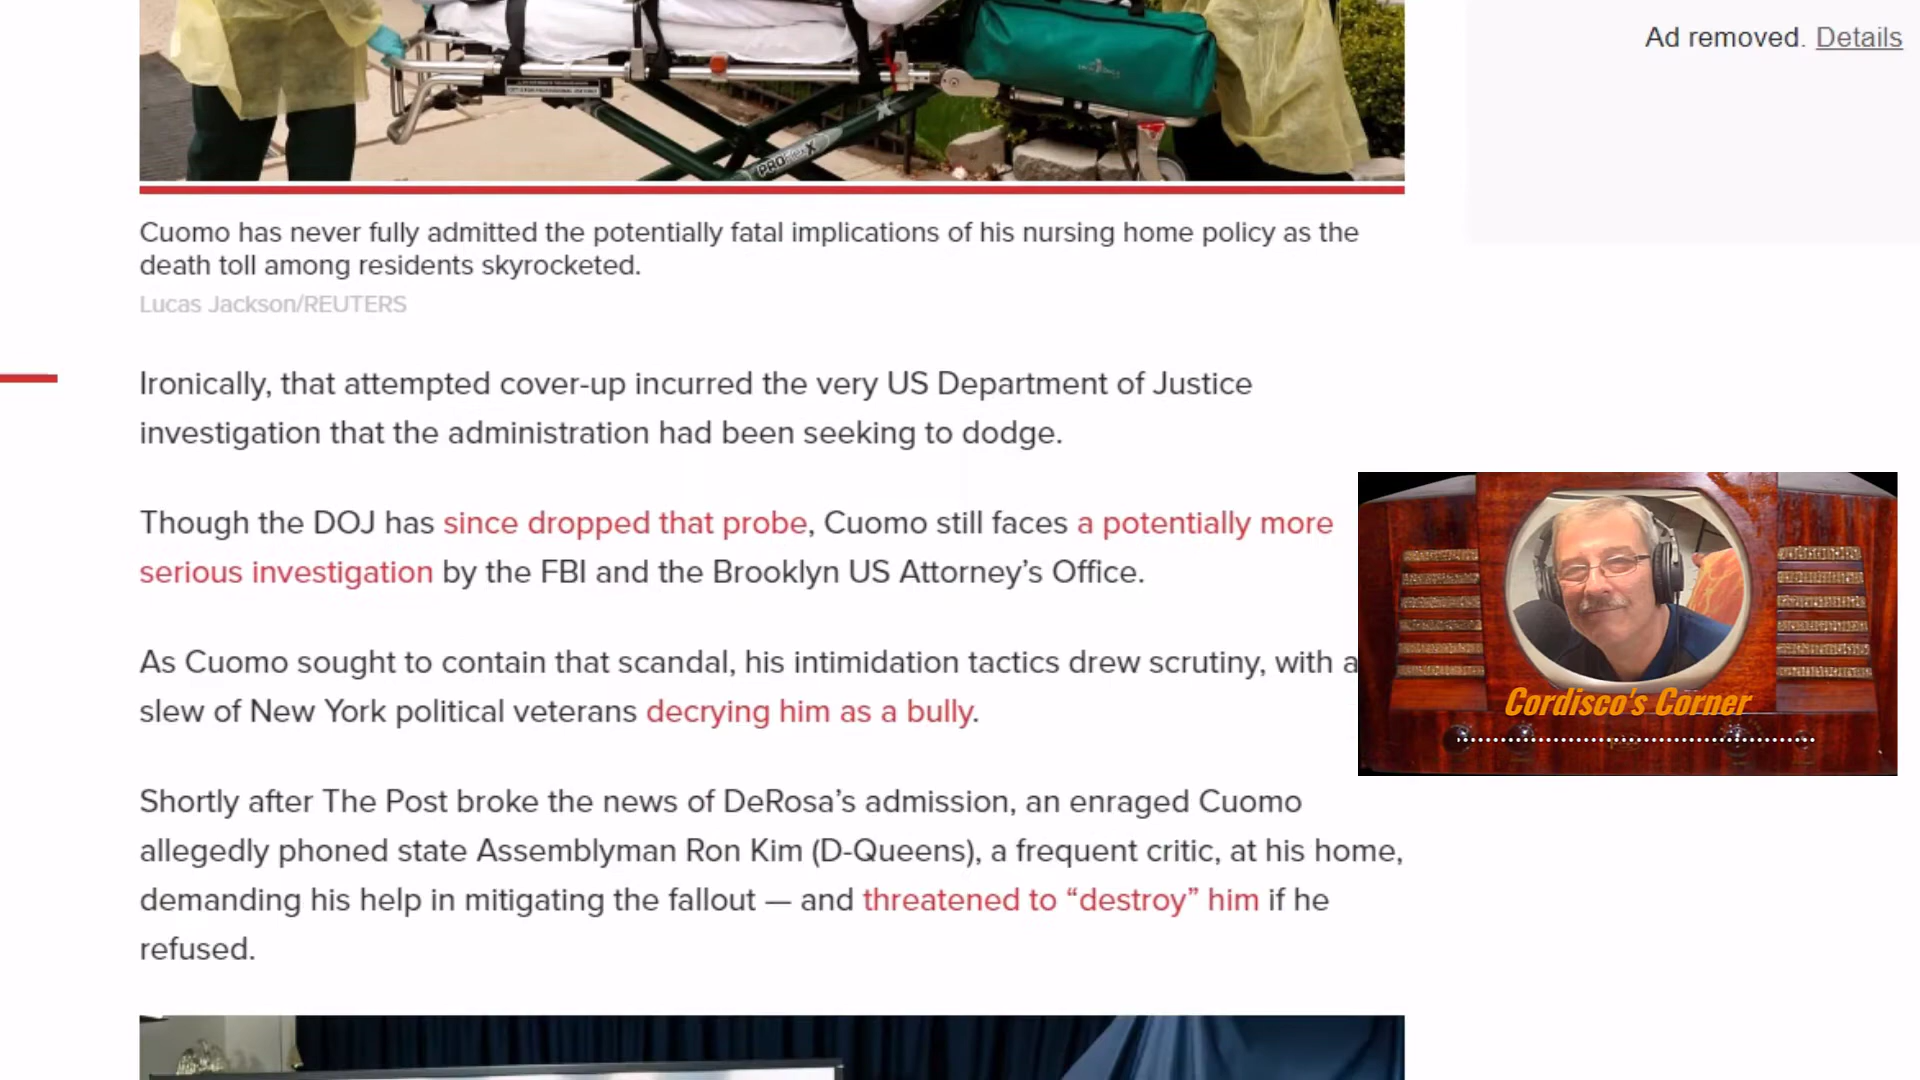 Ad removed. Details
PROFlexX
Cuomo has never fully admitted the potentially fatal implications of his nursing home policy as the
death toll among residents skyrocketed.
Lucas Jackson/REUTERS
Ironically, that attempted cover-up incurred the very US Department of Justice
investigation that the administration had been seeking to dodge.
Though the DOJ has since dropped that probe, Cuomo still faces a potentially more
serious investigation by the FBI and the Brooklyn US Attorney’s Office.
As Cuomo sought to contain that scandal, his intimidation tactics drew scrutiny, with a
slew of New York political veterans decrying him as a bully.
Cordisco's Corner
Shortly after The Post broke the news of DeRosa’s admission, an enraged Cuomo
allegedly phoned state Assemblyman Ron Kim (D-Queens), a frequent critic, at his home,
demanding his help in mitigating the fallout — and threatened to “destroy” him if he
refused.